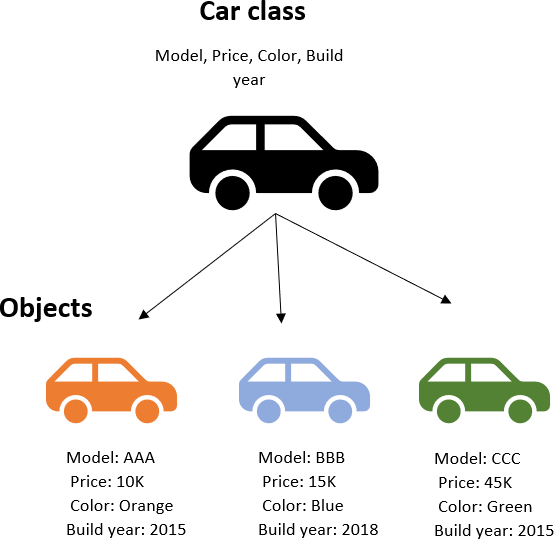 Car class
Model, Price, Color, Build
year
Objects
Model: AAA
Price: 10K
Color: Orange
Build year: 2015
Model: BBB
Price: 15K
Color: Blue
Build year: 2018
Model: CCC
Price: 45K
Color: Green
Build year: 2015